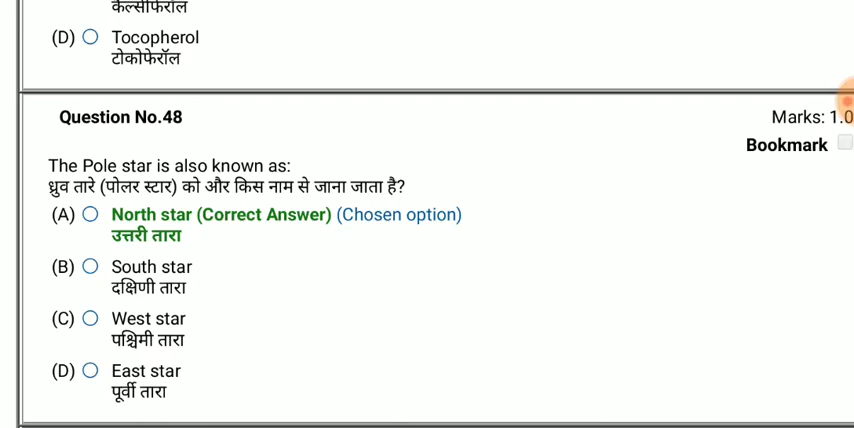 कैल्सीफेरॉल
(D) Tocopherol
टोकोफेरॉल
Question No.48
Marks: 1.0
Bookmark
The Pole star is also known as:
ध्रुव तारे (पोलर स्टार) को और किस नाम से जाना जाता है?
(A) North star (Correct Answer) (Chosen option)
उत्तरी तारा
(B) South star
दक्षिणी तारा
(C) West star
पश्चिमी तारा
(D) East star
पूर्वी तारा